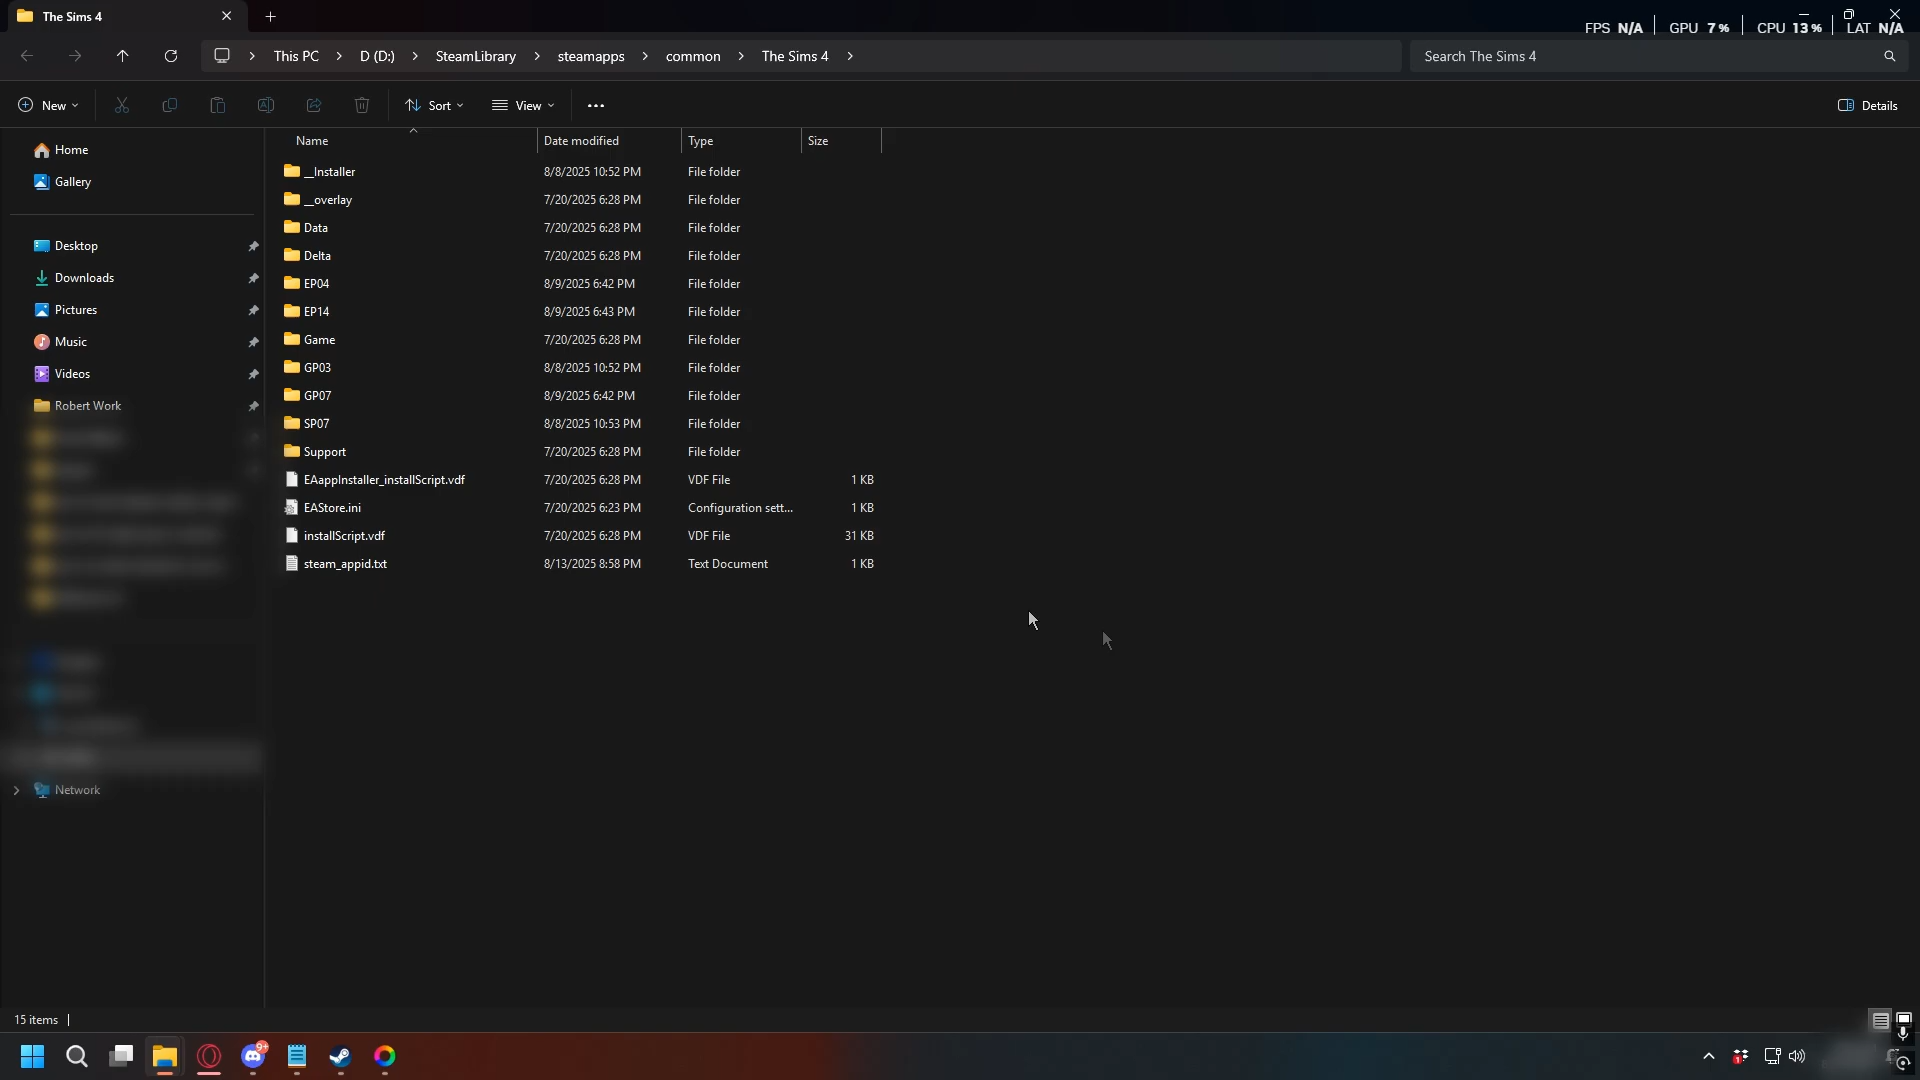 The Sims 4
FPS N/A GPU 7% CPU 13% LAT N/A
This PC > D (D:) > SteamLibrary > steamapps > common > The Sims 4 >
Search The Sims 4
New
Sort
View
Details
Home
Gallery
Desktop
Downloads
Pictures
Music
Videos
Robert Work
Network
Name Date modified Type Size
__Installer 8/8/2025 10:52 PM File folder
__overlay 7/20/2025 6:28 PM File folder
Data 7/20/2025 6:28 PM File folder
Delta 7/20/2025 6:28 PM File folder
EP04 8/9/2025 6:42 PM File folder
EP14 8/9/2025 6:43 PM File folder
Game 7/20/2025 6:28 PM File folder
GP03 8/8/2025 10:52 PM File folder
GP07 8/9/2025 6:42 PM File folder
SP07 8/8/2025 10:53 PM File folder
Support 7/20/2025 6:28 PM File folder
EAappInstaller_installScript.vdf 7/20/2025 6:28 PM VDF File 1 KB
EAStore.ini 7/20/2025 6:23 PM Configuration sett... 1 KB
installScript.vdf 7/20/2025 6:28 PM VDF File 31 KB
steam_appid.txt 8/13/2025 8:58 PM Text Document 1 KB
15 items
9+
1